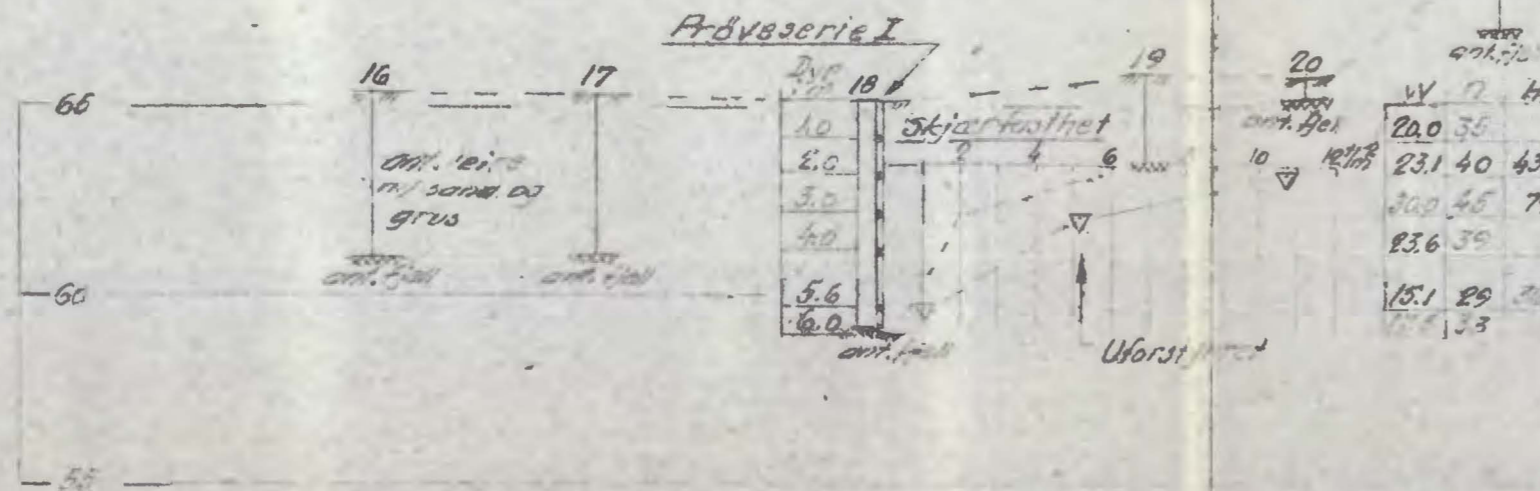 Prøveserie I
16 17 18 19 20
65
Dyp
1.0
2.0
3.0
4.0
5.6
6.0
Skjærfasthet
2 4 6 10
ant. leire
m/ sand og
grus
ant. fjell
ant. fjell
ant. fjell
ant. fjell
Uforstyrret
W n
20.0 35
23.1 40 43
30.0 45 7
23.6 39
15.1 29
33
60
55